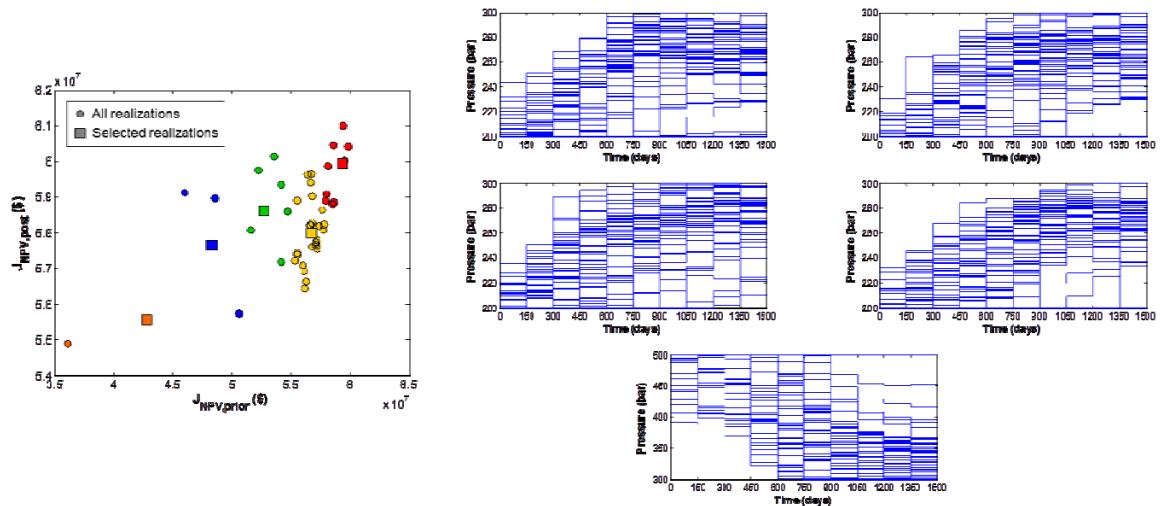 x 10⁷
6.2
6.1
6
5.9
5.8
5.7
5.6
5.5
5.4
J_NPV,post ($)
All realizations
Selected realizations
3.5 4 4.5 5 5.5 6 6.5
J_NPV,prior ($)
x 10⁷
300
280
260
240
220
200
Pressure (bar)
0 150 300 450 600 750 900 1050 1200 1350 1500
Time (days)
300
280
260
240
220
200
Pressure (bar)
0 150 300 450 600 750 900 1050 1200 1350 1500
Time (days)
300
280
260
240
220
200
Pressure (bar)
0 150 300 450 600 750 900 1050 1200 1350 1500
Time (days)
300
280
260
240
220
200
Pressure (bar)
0 150 300 450 600 750 900 1050 1200 1350 1500
Time (days)
500
450
400
350
300
Pressure (bar)
0 150 300 450 600 750 900 1050 1200 1350 1500
Time (days)